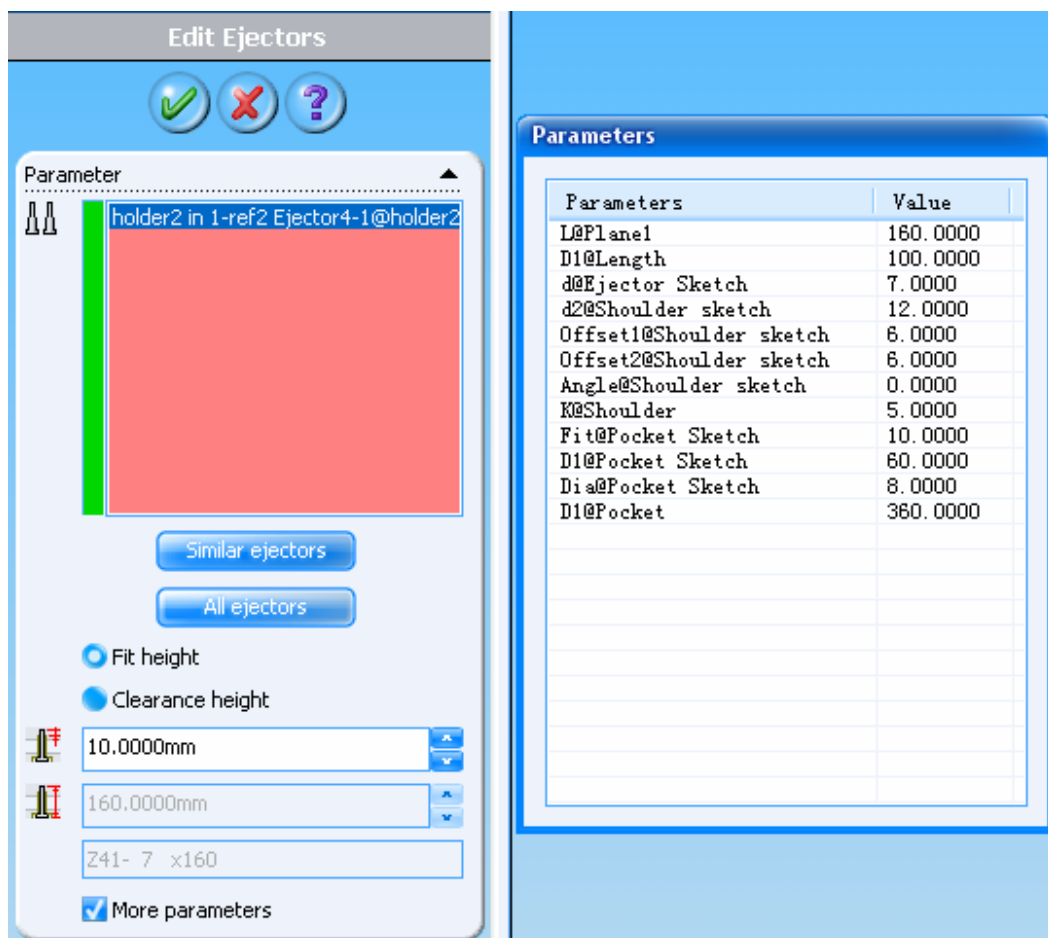 Edit Ejectors
Parameter
holder2 in 1-ref2 Ejector4-1@holder2
Similar ejectors
All ejectors
Fit height
Clearance height
10.0000mm
160.0000mm
Z41- 7 x160
More parameters
Parameters
Parameters Value
L@Plane1 160.0000
D1@Length 100.0000
d@Ejector Sketch 7.0000
d2@Shoulder sketch 12.0000
Offset1@Shoulder sketch 6.0000
Offset2@Shoulder sketch 6.0000
Angle@Shoulder sketch 0.0000
K@Shoulder 5.0000
Fit@Pocket Sketch 10.0000
D1@Pocket Sketch 60.0000
Dia@Pocket Sketch 8.0000
D1@Pocket 360.0000